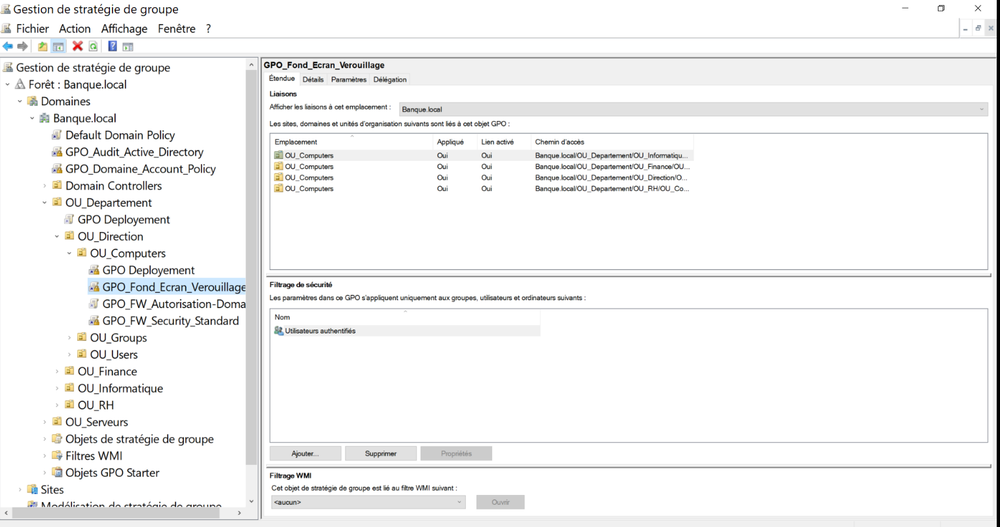 Gestion de stratégie de groupe
Fichier Action Affichage Fenêtre ?
Gestion de stratégie de groupe
Forêt : Banque.local
Domaines
Banque.local
Default Domain Policy
GPO_Audit_Active_Directory
GPO_Domaine_Account_Policy
Domain Controllers
OU_Departement
GPO Deployement
OU_Direction
OU_Computers
GPO Deployement
GPO_Fond_Ecran_Verouillage
GPO_FW_Autorisation-Doma
GPO_FW_Security_Standard
OU_Groups
OU_Users
OU_Finance
OU_Informatique
OU_RH
OU_Serveurs
Objets de stratégie de groupe
Filtres WMI
Objets GPO Starter
Sites
Modélisation de stratégie de groupe
GPO_Fond_Ecran_Verouillage
Étendue Détails Paramètres Délégation
Liaisons
Afficher les liaisons à cet emplacement : Banque.local
Les sites, domaines et unités d'organisation suivants sont liés à cet objet GPO :
Emplacement Appliqué Lien activé Chemin d'accès
OU_Computers Oui Oui Banque.local/OU_Departement/OU_Informatiqu...
OU_Computers Oui Oui Banque.local/OU_Departement/OU_Finance/OU...
OU_Computers Oui Oui Banque.local/OU_Departement/OU_Direction/O...
OU_Computers Oui Oui Banque.local/OU_Departement/OU_RH/OU_Co...
Filtrage de sécurité
Les paramètres dans ce GPO s'appliquent uniquement aux groupes, utilisateurs et ordinateurs suivants :
Nom
Utilisateurs authentifiés
Ajouter... Supprimer Propriétés
Filtrage WMI
Cet objet de stratégie de groupe est lié au filtre WMI suivant :
<aucun> Ouvrir